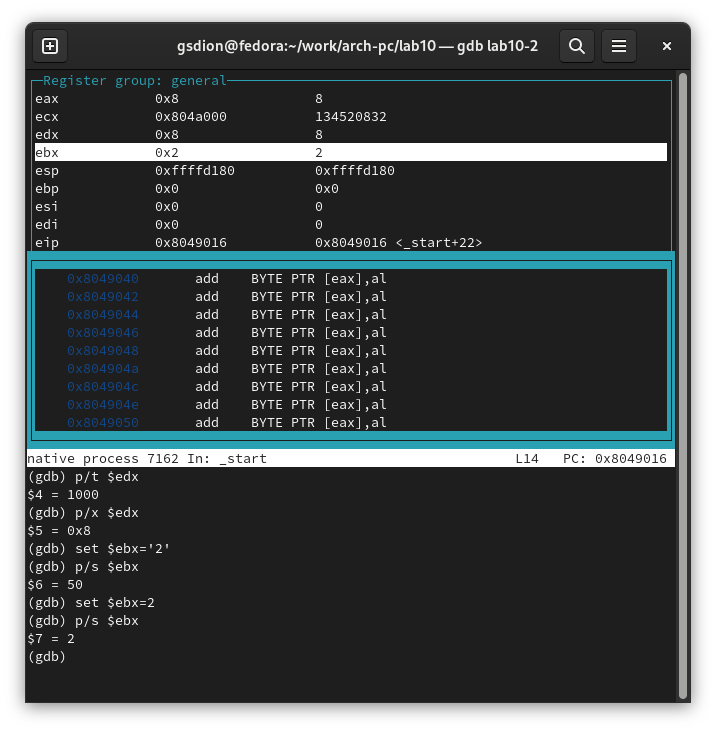 gsdion@fedora:~/work/arch-pc/lab10 — gdb lab10-2
Register group: general
eax 0x8 8
ecx 0x804a000 134520832
edx 0x8 8
ebx 0x2 2
esp 0xffffd180 0xffffd180
ebp 0x0 0x0
esi 0x0 0
edi 0x0 0
eip 0x8049016 0x8049016 <_start+22>
0x8049040 add BYTE PTR [eax],al
0x8049042 add BYTE PTR [eax],al
0x8049044 add BYTE PTR [eax],al
0x8049046 add BYTE PTR [eax],al
0x8049048 add BYTE PTR [eax],al
0x804904a add BYTE PTR [eax],al
0x804904c add BYTE PTR [eax],al
0x804904e add BYTE PTR [eax],al
0x8049050 add BYTE PTR [eax],al
native process 7162 In: _start L14 PC: 0x8049016
(gdb) p/t $edx
$4 = 1000
(gdb) p/x $edx
$5 = 0x8
(gdb) set $ebx='2'
(gdb) p/s $ebx
$6 = 50
(gdb) set $ebx=2
(gdb) p/s $ebx
$7 = 2
(gdb)